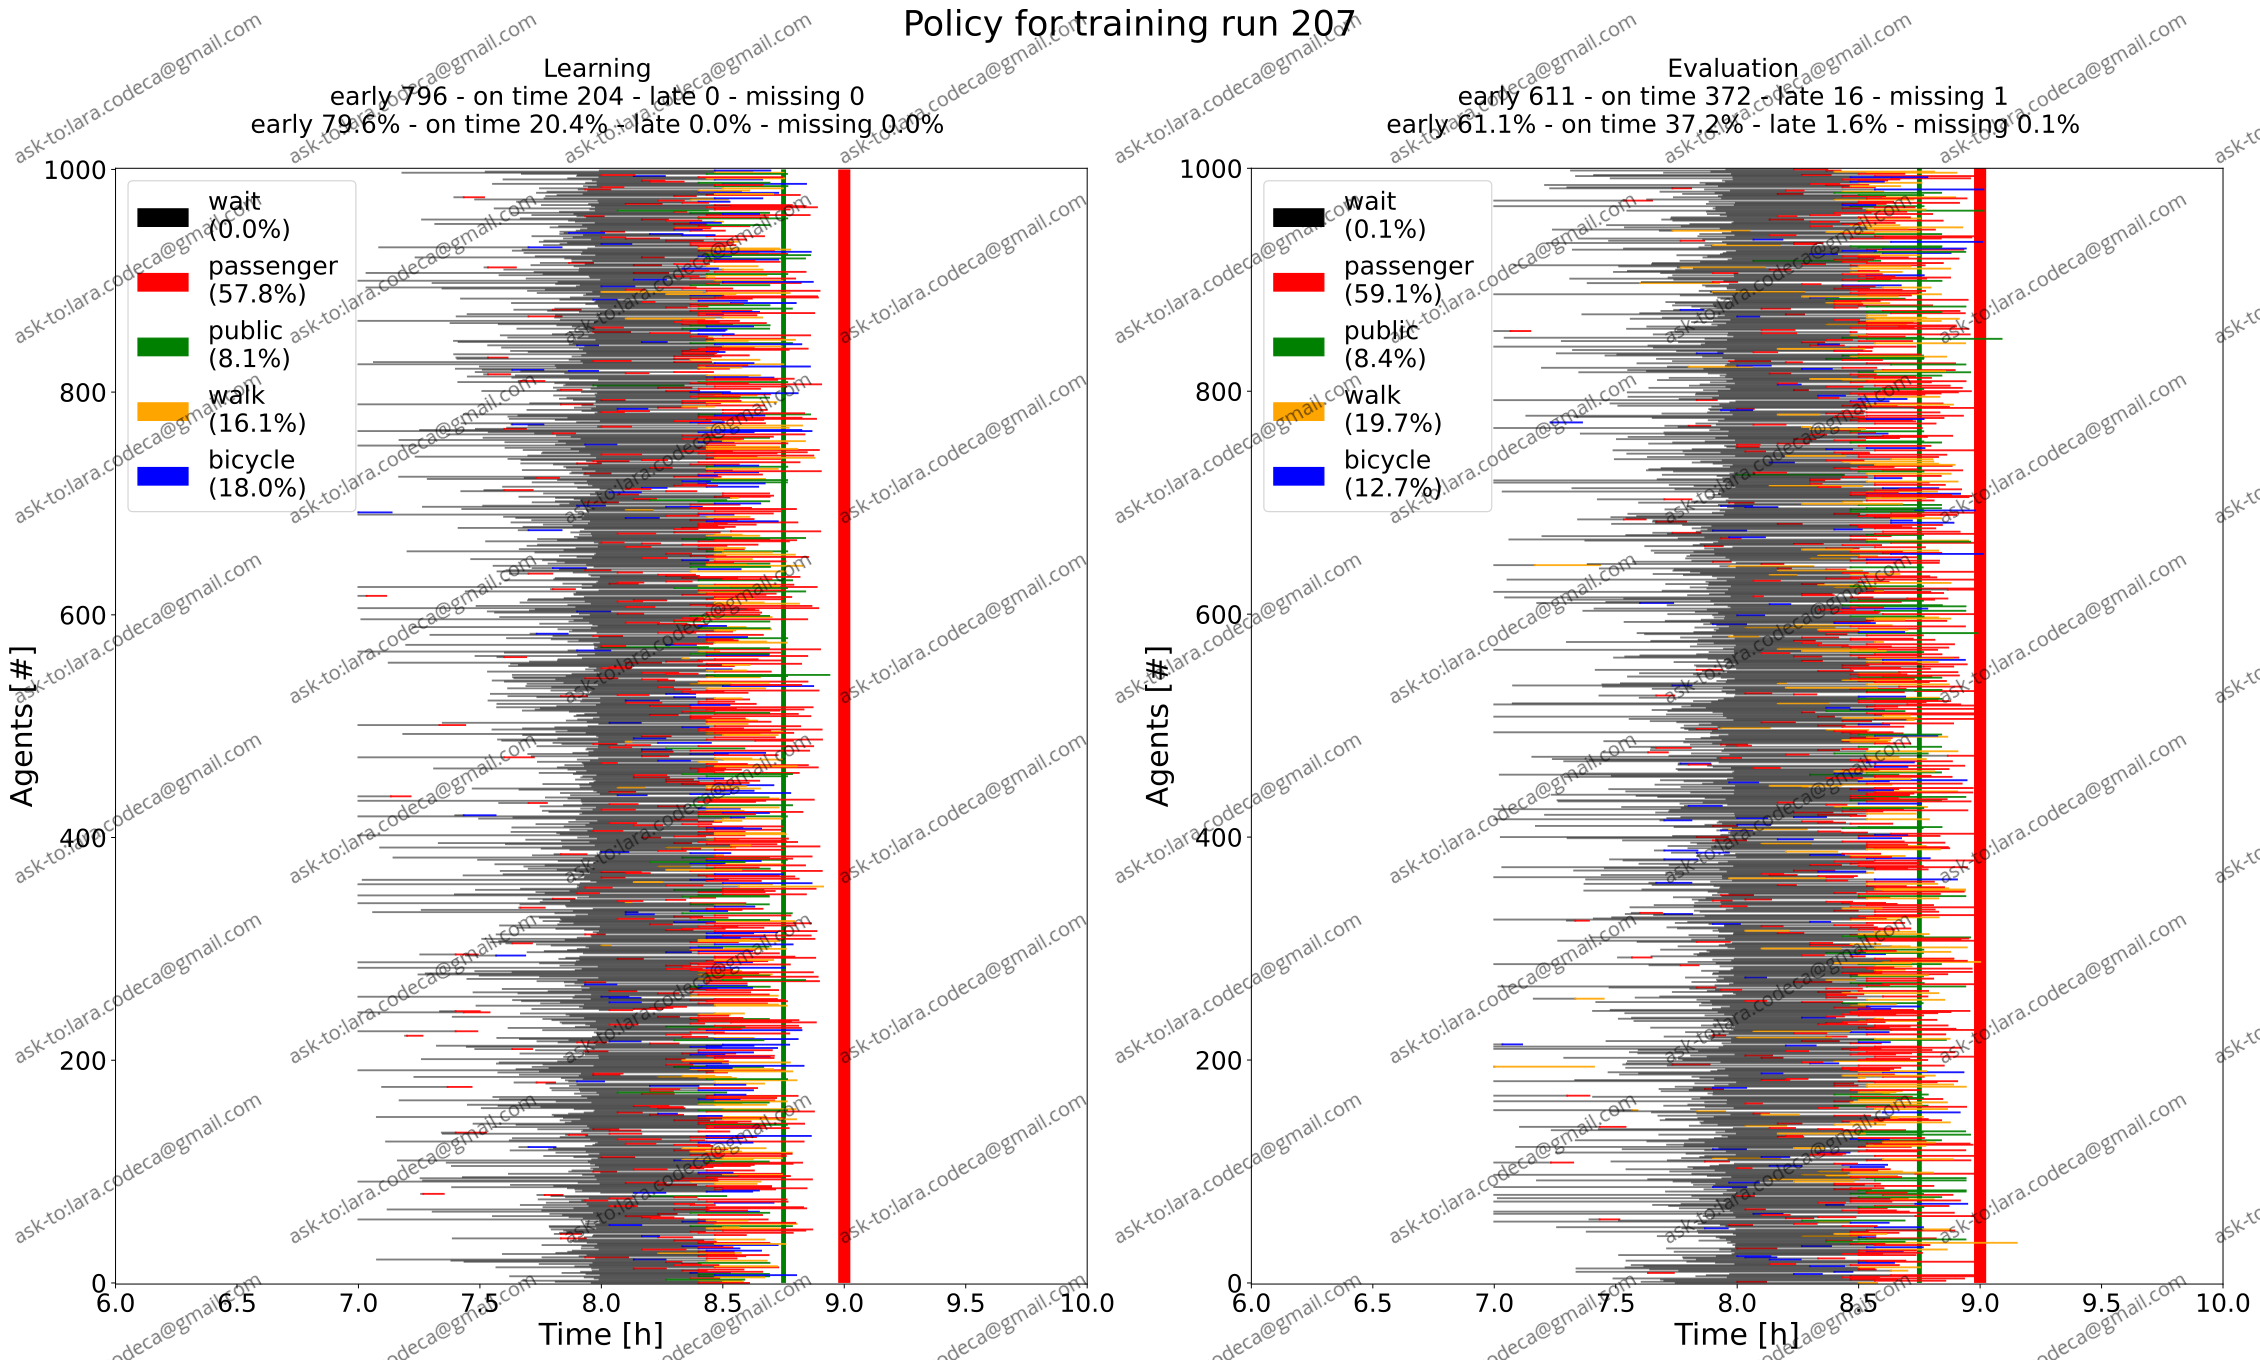 Policy for training run 207
Learning
early 796 - on time 204 - late 0 - missing 0
early 79.6% - on time 20.4% - late 0.0% - missing 0.0%
1000
800
600
400
200
0
Agents [#]
wait
(0.0%)
passenger
(57.8%)
public
(8.1%)
walk
(16.1%)
bicycle
(18.0%)
6.0 6.5 7.0 7.5 8.0 8.5 9.0 9.5 10.0
Time [h]
Evaluation
early 611 - on time 372 - late 16 - missing 1
early 61.1% - on time 37.2% - late 1.6% - missing 0.1%
1000
800
600
400
200
0
Agents [#]
wait
(0.1%)
passenger
(59.1%)
public
(8.4%)
walk
(19.7%)
bicycle
(12.7%)
6.0 6.5 7.0 7.5 8.0 8.5 9.0 9.5 10.0
Time [h]
ask-to:lara.codeca@gmail.com